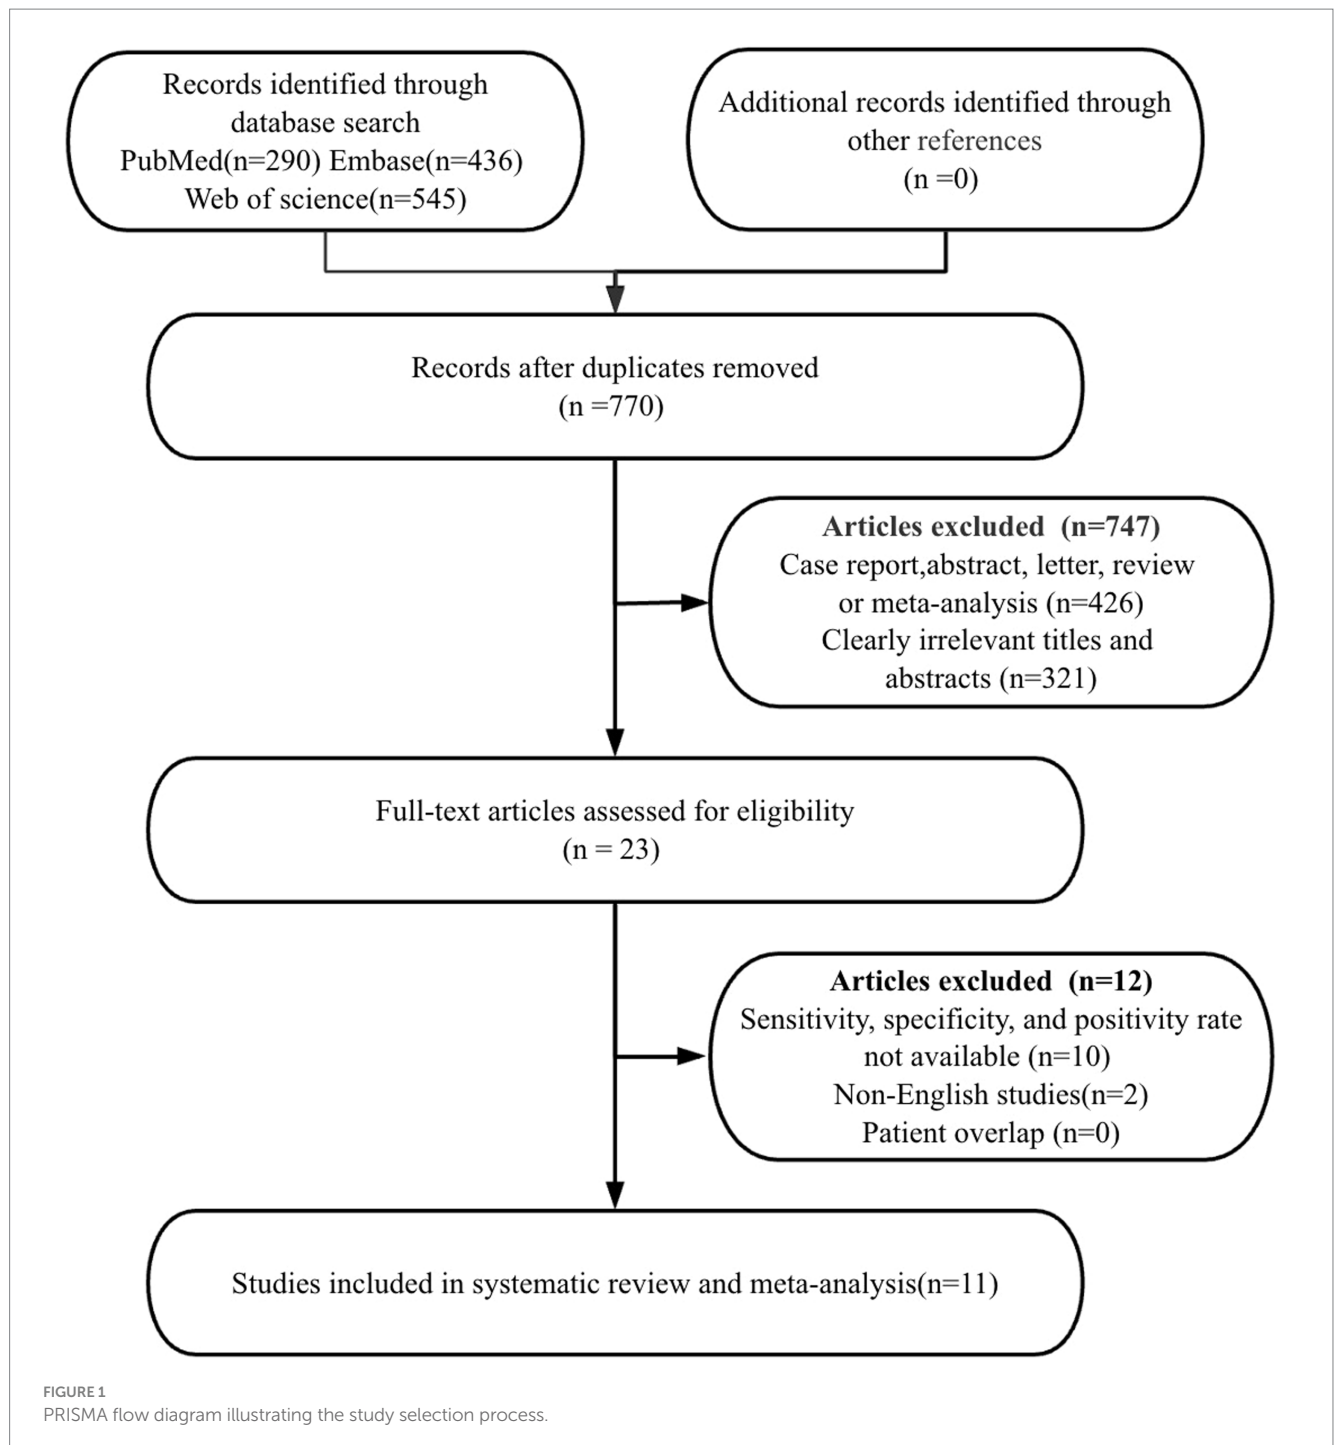 Records identified through
database search
PubMed(n=290) Embase(n=436)
Web of science(n=545)
Additional records identified through
other references
(n =0)
Records after duplicates removed
(n =770)
Articles excluded (n=747)
Case report,abstract, letter, review
or meta-analysis (n=426)
Clearly irrelevant titles and
abstracts (n=321)
Full-text articles assessed for eligibility
(n = 23)
Articles excluded (n=12)
Sensitivity, specificity, and positivity rate
not available (n=10)
Non-English studies(n=2)
Patient overlap (n=0)
Studies included in systematic review and meta-analysis(n=11)
FIGURE 1
PRISMA flow diagram illustrating the study selection process.